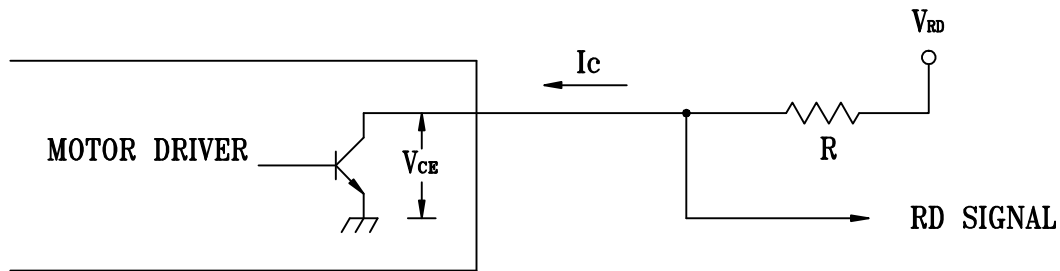 V_RD
Ic
MOTOR DRIVER
V_CE
R
RD SIGNAL